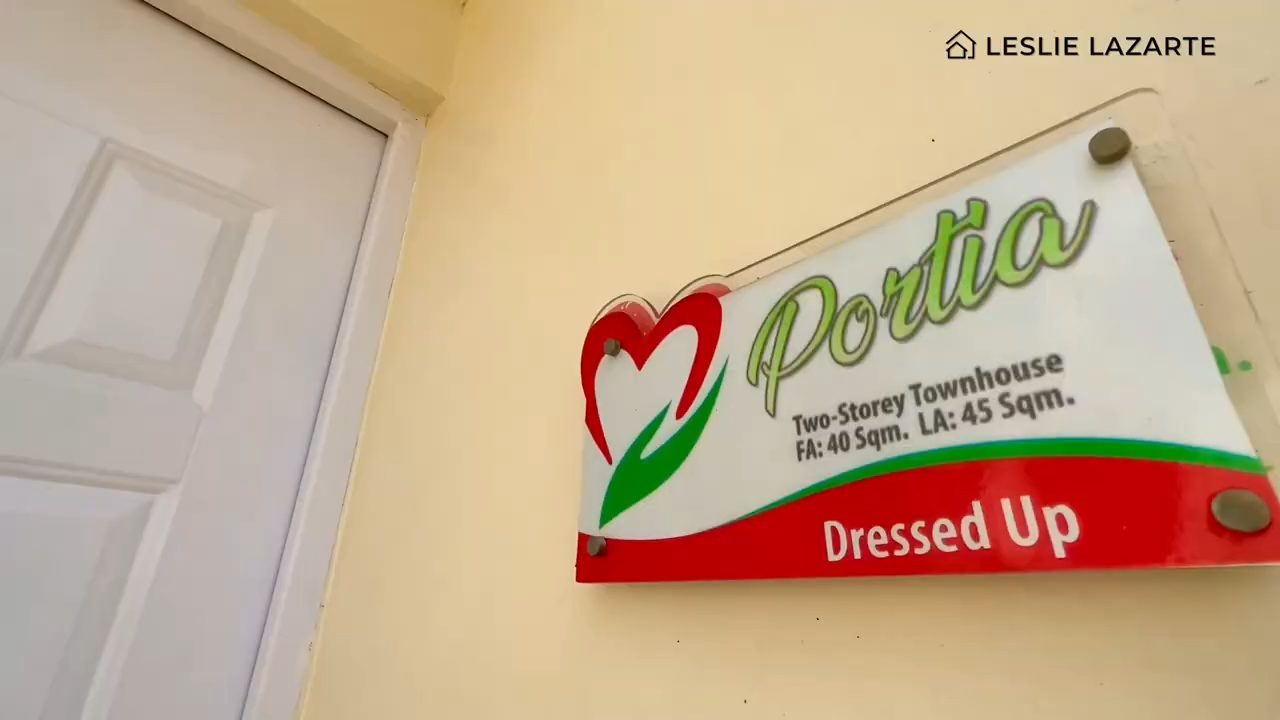 LESLIE LAZARTE
Portia
Two-Storey Townhouse
FA: 40 Sqm. LA: 45 Sqm.
Dressed Up